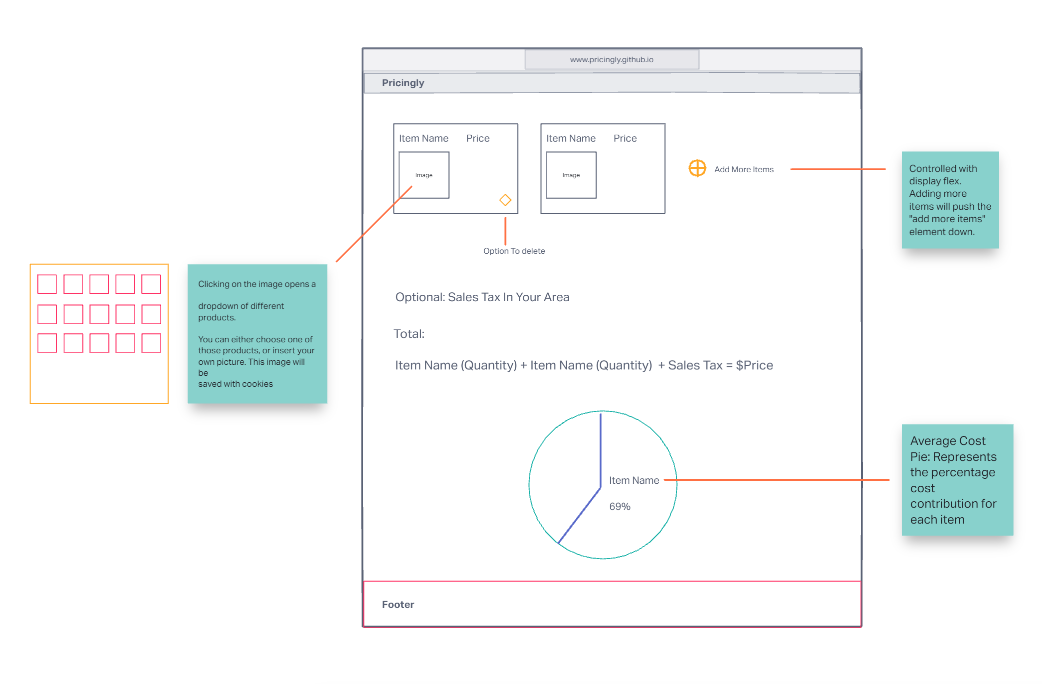 www.pricingly.github.io
Pricingly
Item Name Price
Image
Option To delete
Item Name Price
Image
Add More Items
Controlled with
display flex.
Adding more
items will push the
"add more items"
element down.
Clicking on the image opens a
dropdown of different
products.
You can either choose one of
those products, or insert your
own picture. This image will
be
saved with cookies
Optional: Sales Tax In Your Area
Total:
Item Name (Quantity) + Item Name (Quantity) + Sales Tax = $Price
Item Name
69%
Average Cost
Pie: Represents
the percentage
cost
contribution for
each item
Footer